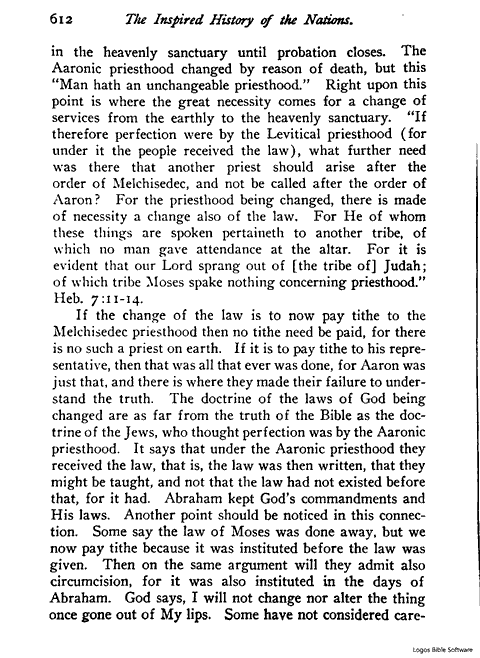 612 The Inspired History of the Nations.
in the heavenly sanctuary until probation closes. The
Aaronic priesthood changed by reason of death, but this
"Man hath an unchangeable priesthood." Right upon this
point is where the great necessity comes for a change of
services from the earthly to the heavenly sanctuary. "If
therefore perfection were by the Levitical priesthood (for
under it the people received the law), what further need
was there that another priest should arise after the
order of Melchisedec, and not be called after the order of
Aaron? For the priesthood being changed, there is made
of necessity a change also of the law. For He of whom
these things are spoken pertaineth to another tribe, of
which no man gave attendance at the altar. For it is
evident that our Lord sprang out of [the tribe of] Judah;
of which tribe Moses spake nothing concerning priesthood."
Heb. 7:11-14.
If the change of the law is to now pay tithe to the
Melchisedec priesthood then no tithe need be paid, for there
is no such a priest on earth. If it is to pay tithe to his repre-
sentative, then that was all that ever was done, for Aaron was
just that, and there is where they made their failure to under-
stand the truth. The doctrine of the laws of God being
changed are as far from the truth of the Bible as the doc-
trine of the Jews, who thought perfection was by the Aaronic
priesthood. It says that under the Aaronic priesthood they
received the law, that is, the law was then written, that they
might be taught, and not that the law had not existed before
that, for it had. Abraham kept God's commandments and
His laws. Another point should be noticed in this connec-
tion. Some say the law of Moses was done away, but we
now pay tithe because it was instituted before the law was
given. Then on the same argument will they admit also
circumcision, for it was also instituted in the days of
Abraham. God says, I will not change nor alter the thing
once gone out of My lips. Some have not considered care-
Logos Bible Software